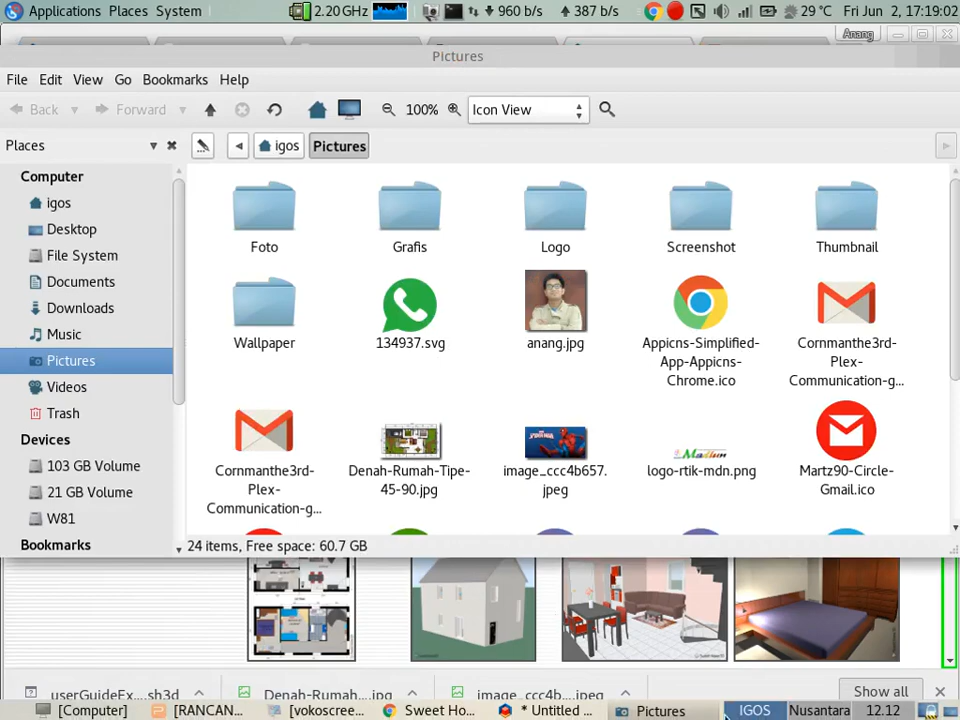 Applications Places System 2.20 GHz 960 b/s 387 b/s 29 °C Fri Jun 2, 17:19:02
Anang
Pictures
File Edit View Go Bookmarks Help
Back Forward 100% Icon View
Places igos Pictures
Computer
igos
Desktop
File System
Documents
Downloads
Music
Pictures
Videos
Trash
Devices
103 GB Volume
21 GB Volume
W81
Bookmarks
Foto Grafis Logo Screenshot Thumbnail
Wallpaper 134937.svg anang.jpg Appicns-Simplified- Cornmanthe3rd-
App-Appicns- Plex-
Chrome.ico Communication-g...
Cornmanthe3rd- Denah-Rumah-Tipe- image_ccc4b657. logo-rtik-mdn.png Martz90-Circle-
Plex- 45-90.jpg jpeg Gmail.ico
Communication-g...
24 items, Free space: 60.7 GB
userGuideEx....sh3d Denah-Rumah....jpg image_ccc4b....jpeg Show all
[Computer] [RANCAN... [vokoscree... Sweet Ho... * Untitled ... Pictures IGOS Nusantara 12.12